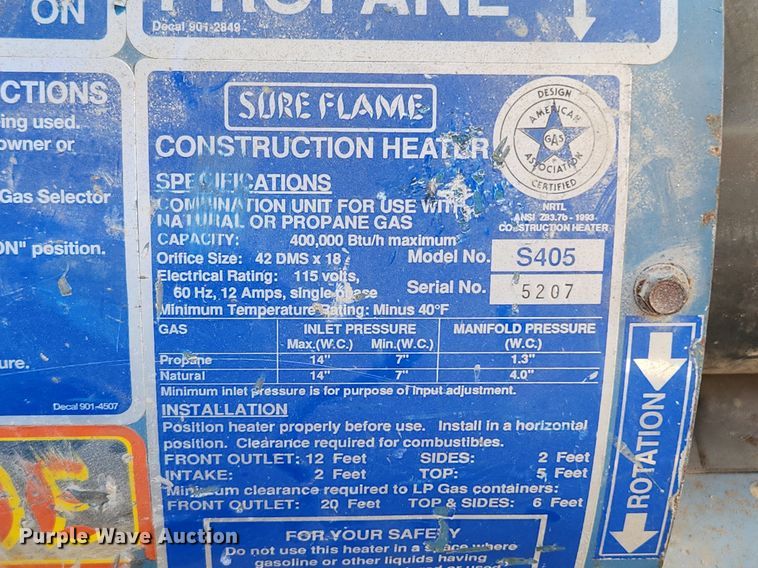 ON
PROPANE
Decal 901-2849
CTIONS
ing used.
owner or
Gas Selector
ON" position.
ure.
Decal 901-4507
SURE FLAME
CONSTRUCTION HEATER
DESIGN
AMERICAN
GAS
ASSOCIATION
CERTIFIED
NRTL
ANSI Z83.7b - 1993
CONSTRUCTION HEATER
SPECIFICATIONS
COMBINATION UNIT FOR USE WITH
NATURAL OR PROPANE GAS
CAPACITY: 400,000 Btu/h maximum
Orifice Size: 42 DMS x 18
Model No. S405
Electrical Rating: 115 volts,
60 Hz, 12 Amps, single-phase
Serial No. 5207
Minimum Temperature Rating: Minus 40°F
GAS INLET PRESSURE MANIFOLD PRESSURE
Max.(W.C.) Min.(W.C.) (W.C.)
Propane 14" 7" 1.3"
Natural 14" 7" 4.0"
Minimum inlet pressure is for purpose of input adjustment.
INSTALLATION
Position heater properly before use. Install in a horizontal
position. Clearance required for combustibles.
FRONT OUTLET: 12 Feet SIDES: 2 Feet
INTAKE: 2 Feet TOP: 5 Feet
Minimum clearance required to LP Gas containers:
FRONT OUTLET: 20 Feet TOP & SIDES: 6 Feet
FOR YOUR SAFETY
Do not use this heater in a space where
gasoline or other liquids having
ROTATION
Purple Wave Auction